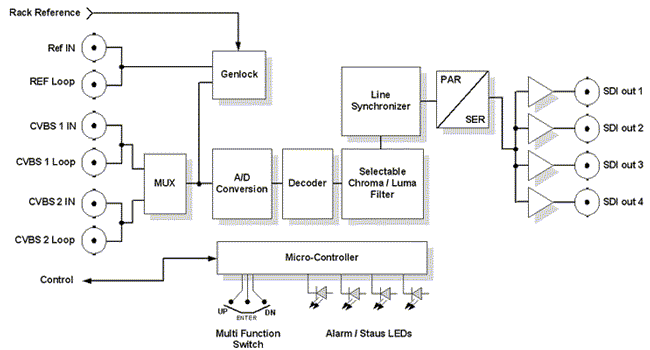 Rack Reference
Ref IN
REF Loop
Genlock
CVBS 1 IN
CVBS 1 Loop
CVBS 2 IN
CVBS 2 Loop
MUX
A/D
Conversion
Decoder
Selectable
Chroma / Luma
Filter
Line
Synchronizer
PAR
SER
SDI out 1
SDI out 2
SDI out 3
SDI out 4
Control
Micro-Controller
UP
ENTER
DN
Multi Function
Switch
Alarm / Staus LEDs